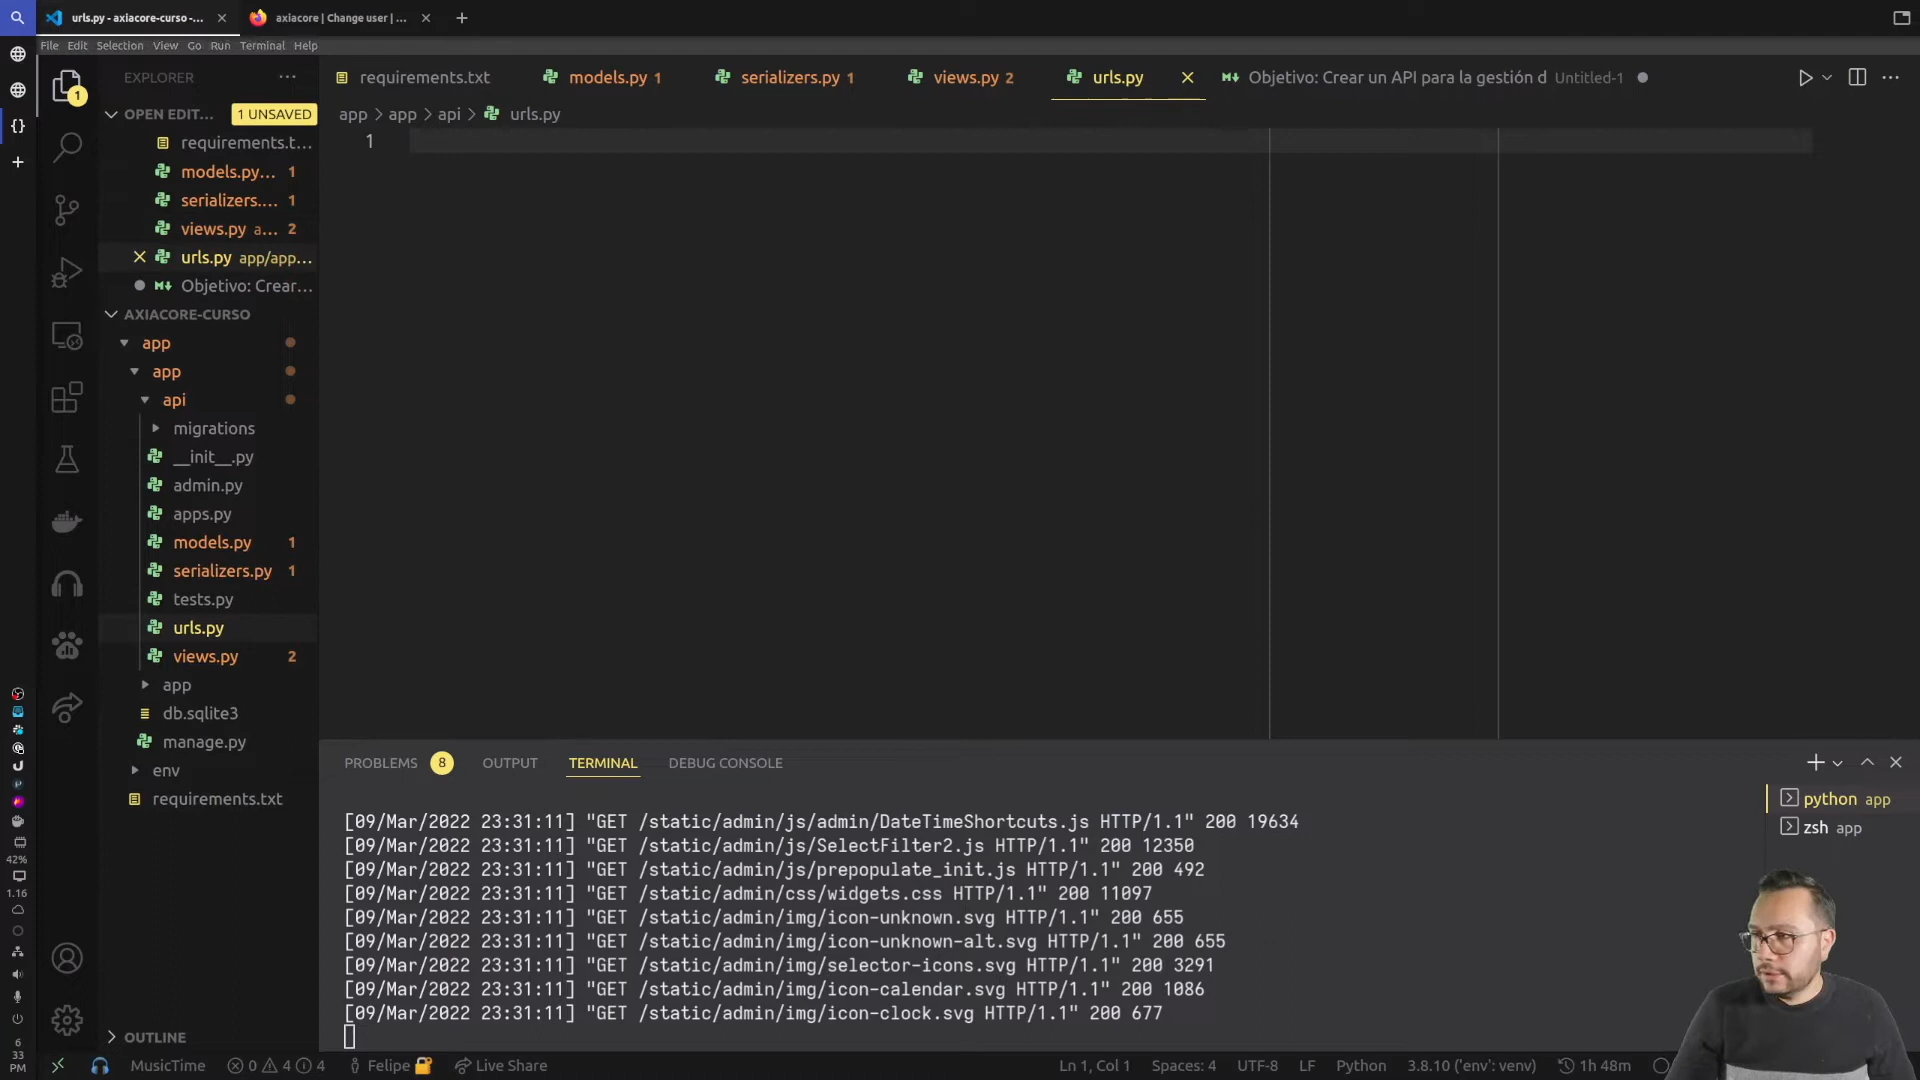 urls.py - axiacore-curso -...
axiacore | Change user | ...
File Edit Selection View Go Run Terminal Help
EXPLORER
OPEN EDIT... 1 UNSAVED
requirements.t...
models.py... 1
serializers.... 1
views.py a... 2
urls.py app/app...
Objetivo: Crear...
AXIACORE-CURSO
app
app
api
migrations
__init__.py
admin.py
apps.py
models.py 1
serializers.py 1
tests.py
urls.py
views.py 2
app
db.sqlite3
manage.py
env
requirements.txt
OUTLINE
1
requirements.txt models.py 1 serializers.py 1 views.py 2 urls.py Objetivo: Crear un API para la gestión d Untitled-1
app > app > api > urls.py
1
PROBLEMS 8 OUTPUT TERMINAL DEBUG CONSOLE
[09/Mar/2022 23:31:11] "GET /static/admin/js/admin/DateTimeShortcuts.js HTTP/1.1" 200 19634
[09/Mar/2022 23:31:11] "GET /static/admin/js/SelectFilter2.js HTTP/1.1" 200 12350
[09/Mar/2022 23:31:11] "GET /static/admin/js/prepopulate_init.js HTTP/1.1" 200 492
[09/Mar/2022 23:31:11] "GET /static/admin/css/widgets.css HTTP/1.1" 200 11097
[09/Mar/2022 23:31:11] "GET /static/admin/img/icon-unknown.svg HTTP/1.1" 200 655
[09/Mar/2022 23:31:11] "GET /static/admin/img/icon-unknown-alt.svg HTTP/1.1" 200 655
[09/Mar/2022 23:31:11] "GET /static/admin/img/selector-icons.svg HTTP/1.1" 200 3291
[09/Mar/2022 23:31:11] "GET /static/admin/img/icon-calendar.svg HTTP/1.1" 200 1086
[09/Mar/2022 23:31:11] "GET /static/admin/img/icon-clock.svg HTTP/1.1" 200 677
python app
zsh app
42%
1.16
6
33
PM
MusicTime 0 4 4 Felipe Live Share Ln 1, Col 1 Spaces: 4 UTF-8 LF Python 3.8.10 ('env': venv) 1h 48m